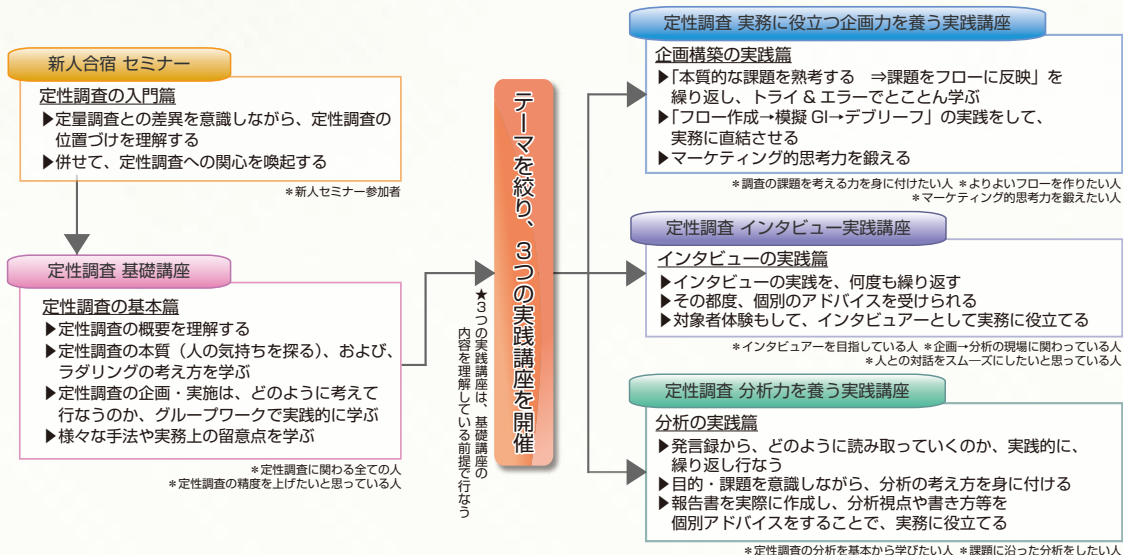 新人合宿 セミナー
定性調査の入門篇
▶定量調査との差異を意識しながら、定性調査の
位置づけを理解する
▶併せて、定性調査への関心を喚起する
＊新人セミナー参加者
定性調査 基礎講座
定性調査の基本篇
▶定性調査の概要を理解する
▶定性調査の本質（人の気持ちを探る）、および、
ラダリングの考え方を学ぶ
▶定性調査の企画・実施は、どのように考えて
行なうのか、グループワークで実践的に学ぶ
▶様々な手法や実務上の留意点を学ぶ
＊定性調査に関わる全ての人
＊定性調査の精度を上げたいと思っている人
テーマを絞り、３つの実践講座を開催
★３つの実践講座は、基礎講座の
内容を理解している前提で行なう
定性調査 実務に役立つ企画力を養う実践講座
企画構築の実践篇
▶「本質的な課題を熟考する　⇒課題をフローに反映」を
繰り返し、トライ & エラーでとことん学ぶ
▶「フロー作成→模擬 GI→デブリーフ」の実践をして、
実務に直結させる
▶マーケティング的思考力を鍛える
＊調査の課題を考える力を身に付けたい人 ＊よりよいフローを作りたい人
＊マーケティング的思考力を鍛えたい人
定性調査 インタビュー実践講座
インタビューの実践篇
▶インタビューの実践を、何度も繰り返す
▶その都度、個別のアドバイスを受けられる
▶対象者体験もして、インタビュアーとして実務に役立てる
＊インタビュアーを目指している人 ＊企画→分析の現場に関わっている人
＊人との対話をスムーズにしたいと思っている人
定性調査 分析力を養う実践講座
分析の実践篇
▶発言録から、どのように読み取っていくのか、実践的に、
繰り返し行なう
▶目的・課題を意識しながら、分析の考え方を身に付ける
▶報告書を実際に作成し、分析視点や書き方等を
個別アドバイスをすることで、実務に役立てる
＊定性調査の分析を基本から学びたい人 ＊課題に沿った分析をしたい人